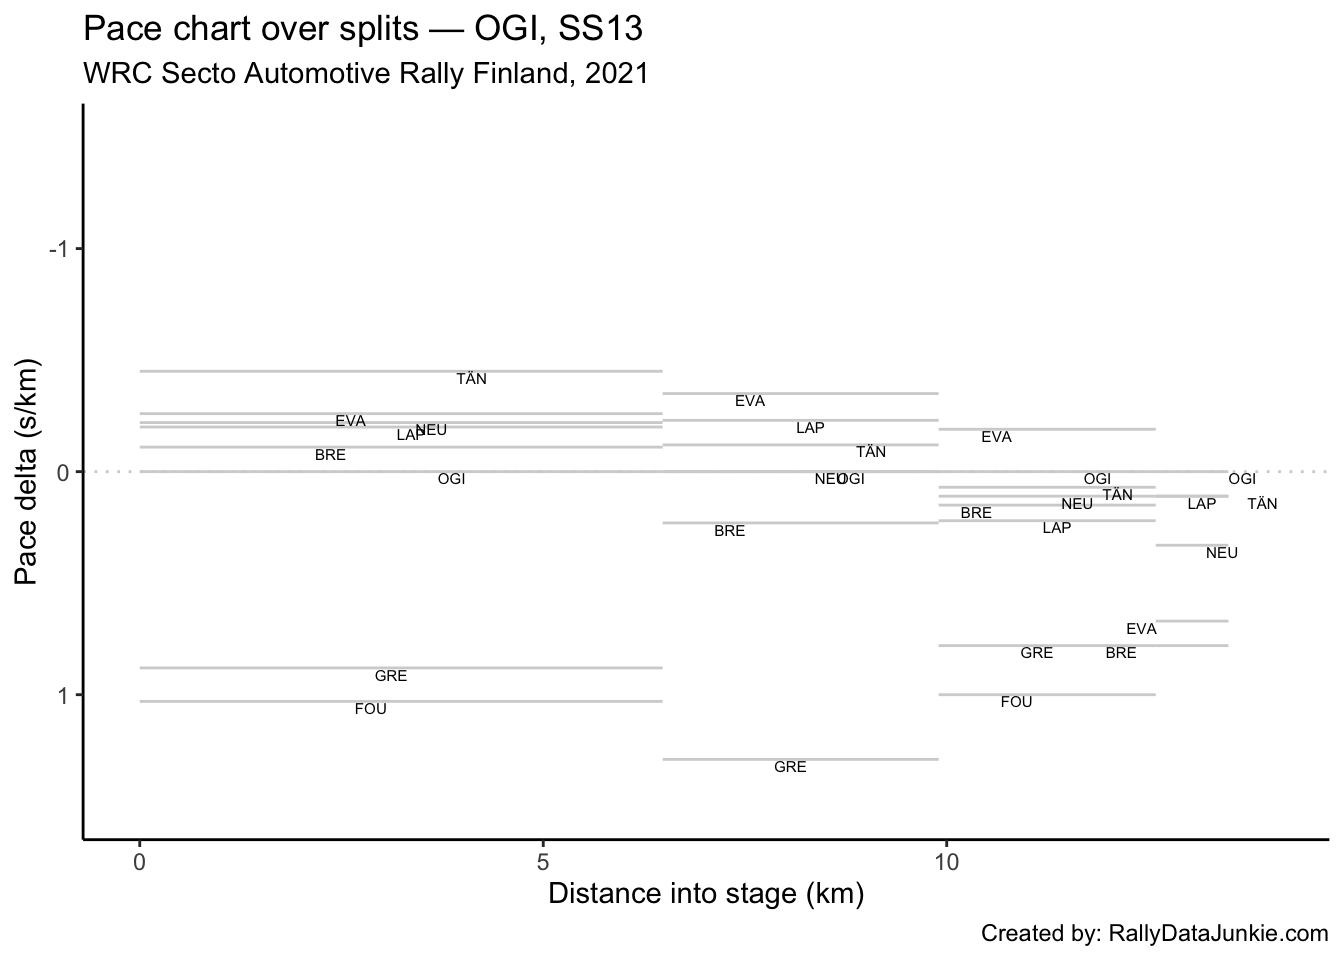 Pace chart over splits — OGI, SS13
WRC Secto Automotive Rally Finland, 2021
Pace delta (s/km)
-1
0
1
TÄN
EVA
NEU
LAP
BRE
OGI
GRE
FOU
EVA
LAP
TÄN
NEU
OGI
BRE
GRE
EVA
OGI
TÄN
NEU
BRE
LAP
GRE
FOU
OGI
LAP
TÄN
NEU
EVA
BRE
0 5 10
Distance into stage (km)
Created by: RallyDataJunkie.com